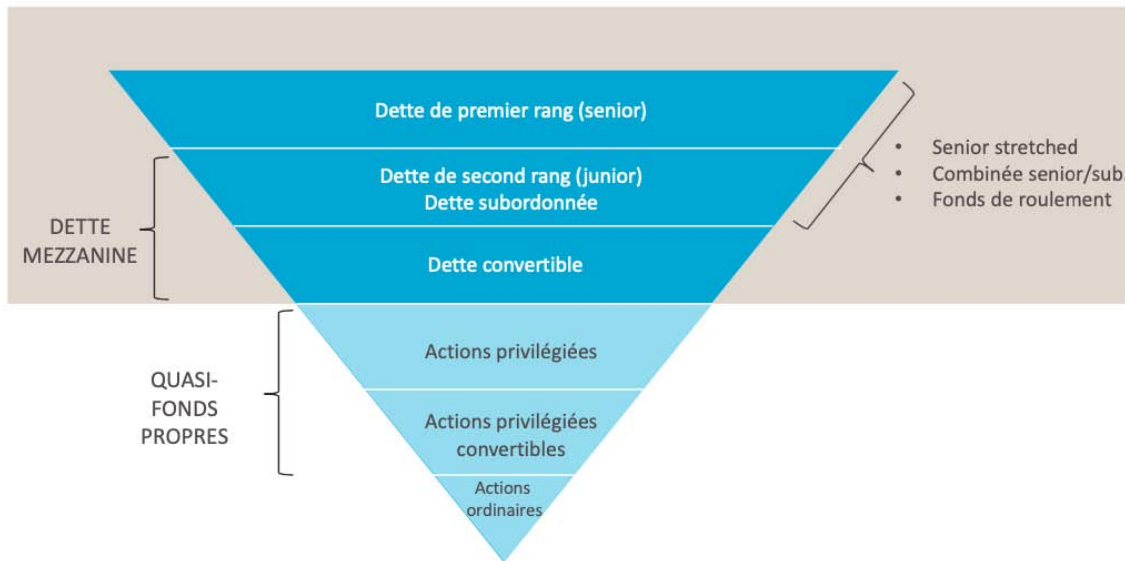 Dette de premier rang (senior)
Dette de second rang (junior)
Dette subordonnée
Dette convertible
DETTE
MEZZANINE
• Senior stretched
• Combinée senior/sub.
• Fonds de roulement
Actions privilégiées
Actions privilégiées
convertibles
Actions
ordinaires
QUASI-
FONDS
PROPRES